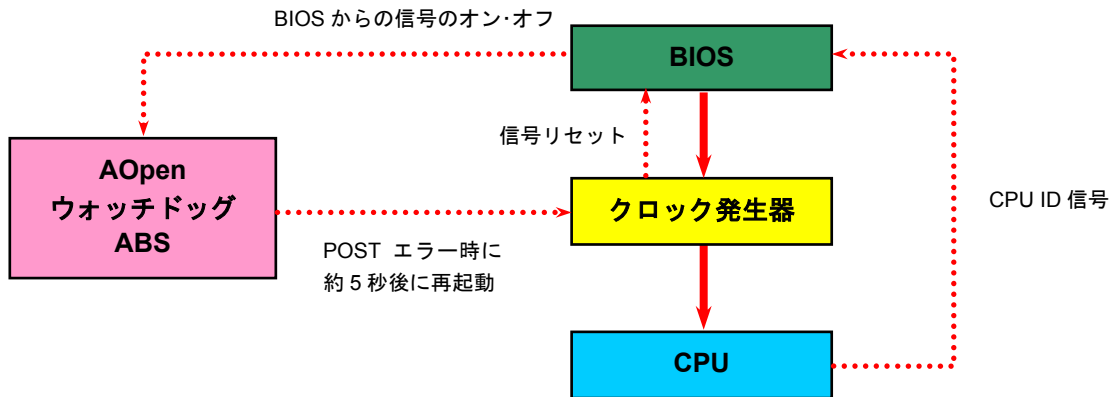 BIOS からの信号のオン･オフ
BIOS
信号リセット
AOpen
ウォッチドッグ
ABS
クロック発生器
CPU ID 信号
POST エラー時に
約 5 秒後に再起動
CPU